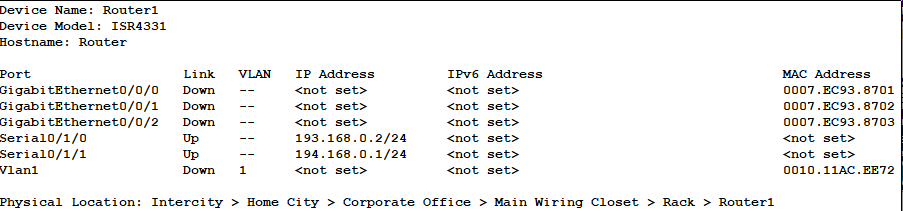 Device Name: Router1
Device Model: ISR4331
Hostname: Router
Port Link VLAN IP Address IPv6 Address MAC Address
GigabitEthernet0/0/0 Down -- <not set> <not set> 0007.EC93.8701
GigabitEthernet0/0/1 Down -- <not set> <not set> 0007.EC93.8702
GigabitEthernet0/0/2 Down -- <not set> <not set> 0007.EC93.8703
Serial0/1/0 Up -- 193.168.0.2/24 <not set> <not set>
Serial0/1/1 Up -- 194.168.0.1/24 <not set> <not set>
Vlan1 Down 1 <not set> <not set> 0010.11AC.EE72
Physical Location: Intercity > Home City > Corporate Office > Main Wiring Closet > Rack > Router1